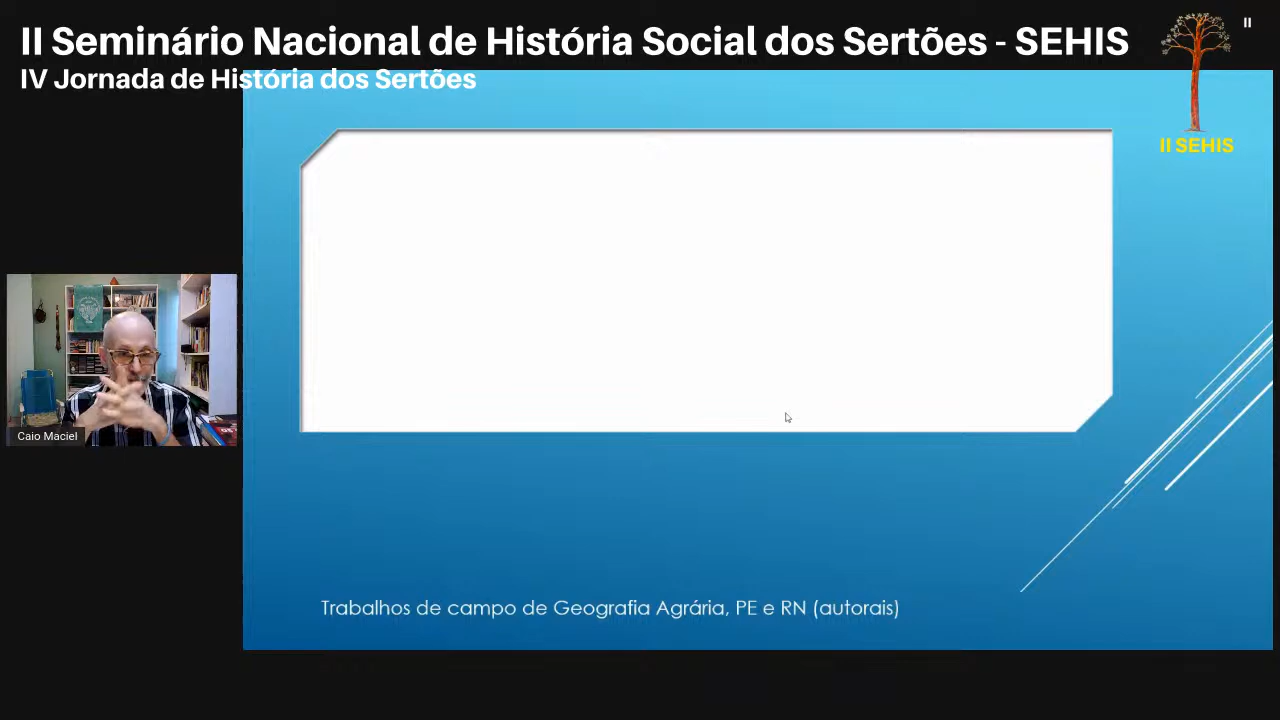 II Seminário Nacional de História Social dos Sertões - SEHIS
IV Jornada de História dos Sertões
II
II SEHIS
Caio Maciel
Trabalhos de campo de Geografia Agrária, PE e RN (autorais)